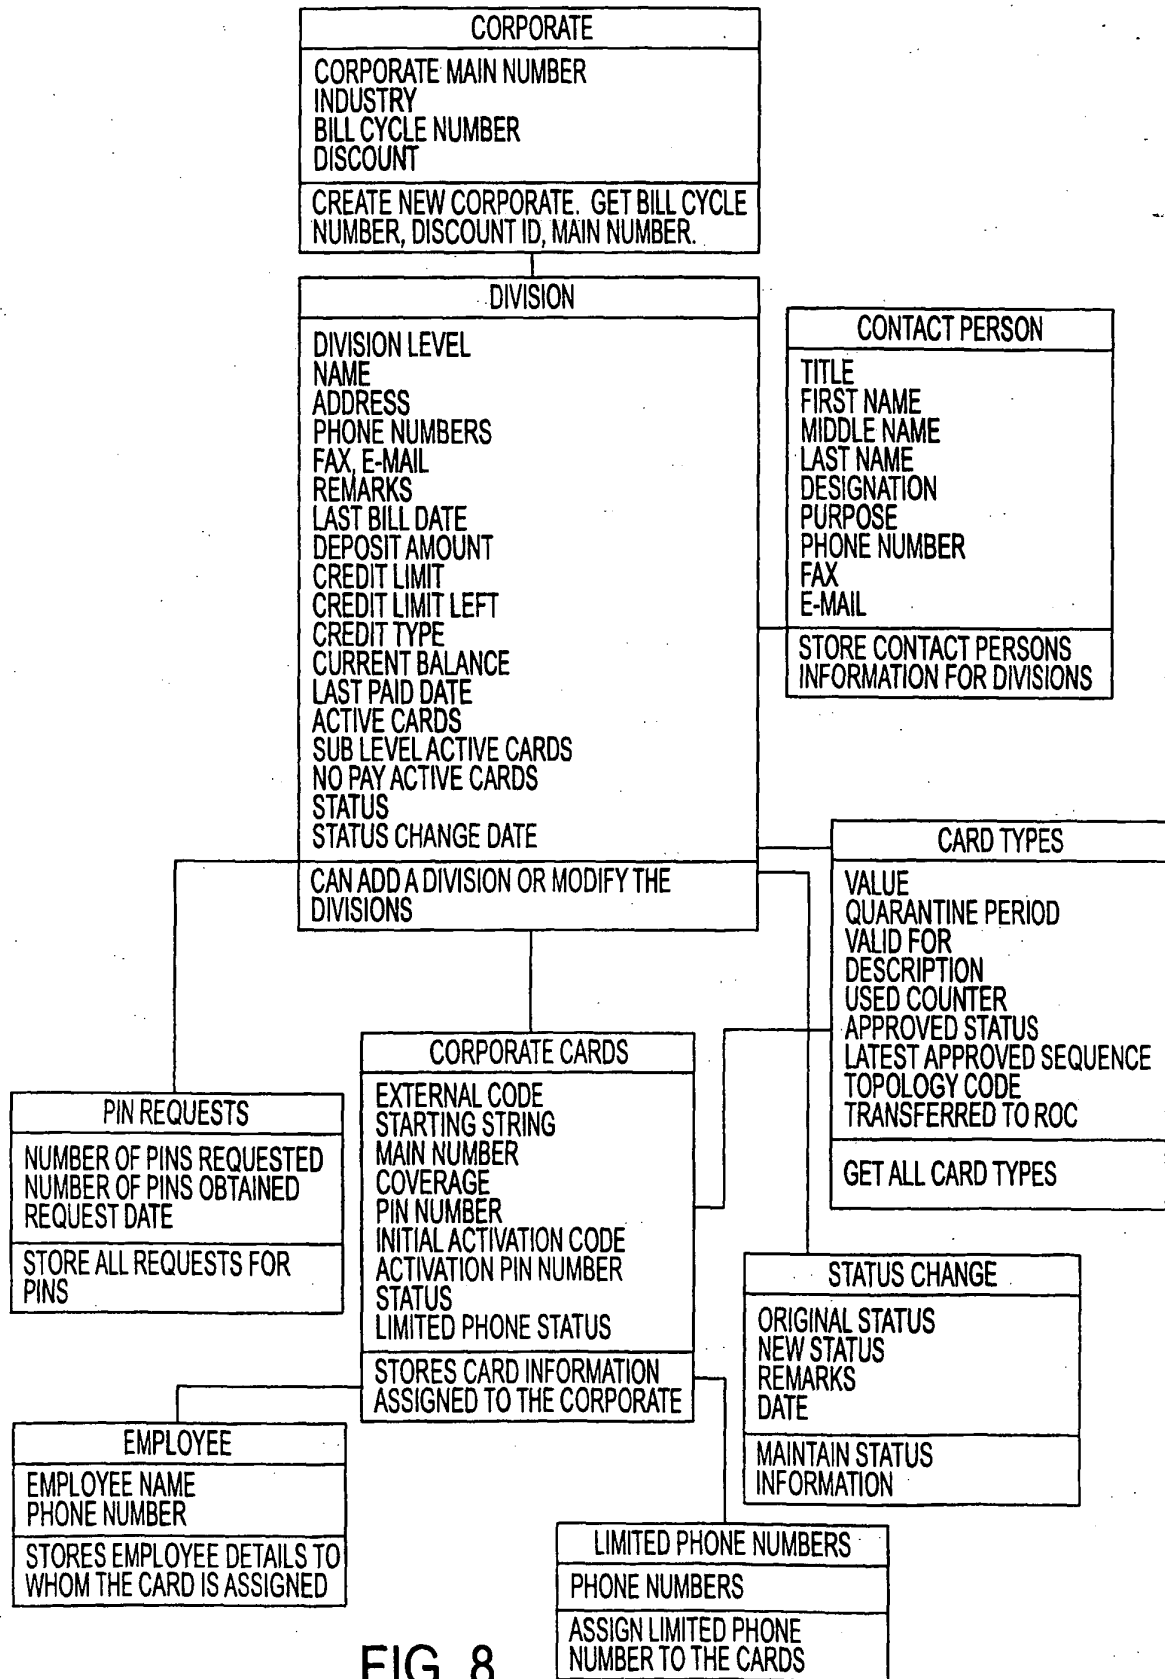 CORPORATE
CORPORATE MAIN NUMBER
INDUSTRY
BILL CYCLE NUMBER
DISCOUNT
CREATE NEW CORPORATE. GET BILL CYCLE
NUMBER, DISCOUNT ID, MAIN NUMBER.
DIVISION
DIVISION LEVEL
NAME
ADDRESS
PHONE NUMBERS
FAX, E-MAIL
REMARKS
LAST BILL DATE
DEPOSIT AMOUNT
CREDIT LIMIT
CREDIT LIMIT LEFT
CREDIT TYPE
CURRENT BALANCE
LAST PAID DATE
ACTIVE CARDS
SUB LEVEL ACTIVE CARDS
NO PAY ACTIVE CARDS
STATUS
STATUS CHANGE DATE
CAN ADD A DIVISION OR MODIFY THE
DIVISIONS
CONTACT PERSON
TITLE
FIRST NAME
MIDDLE NAME
LAST NAME
DESIGNATION
PURPOSE
PHONE NUMBER
FAX
E-MAIL
STORE CONTACT PERSONS
INFORMATION FOR DIVISIONS
CARD TYPES
VALUE
QUARANTINE PERIOD
VALID FOR
DESCRIPTION
USED COUNTER
APPROVED STATUS
LATEST APPROVED SEQUENCE
TOPOLOGY CODE
TRANSFERRED TO ROC
GET ALL CARD TYPES
CORPORATE CARDS
EXTERNAL CODE
STARTING STRING
MAIN NUMBER
COVERAGE
PIN NUMBER
INITIAL ACTIVATION CODE
ACTIVATION PIN NUMBER
STATUS
LIMITED PHONE STATUS
STORES CARD INFORMATION
ASSIGNED TO THE CORPORATE
PIN REQUESTS
NUMBER OF PINS REQUESTED
NUMBER OF PINS OBTAINED
REQUEST DATE
STORE ALL REQUESTS FOR
PINS
STATUS CHANGE
ORIGINAL STATUS
NEW STATUS
REMARKS
DATE
MAINTAIN STATUS
INFORMATION
EMPLOYEE
EMPLOYEE NAME
PHONE NUMBER
STORES EMPLOYEE DETAILS TO
WHOM THE CARD IS ASSIGNED
LIMITED PHONE NUMBERS
PHONE NUMBERS
ASSIGN LIMITED PHONE
NUMBER TO THE CARDS
FIG. 8